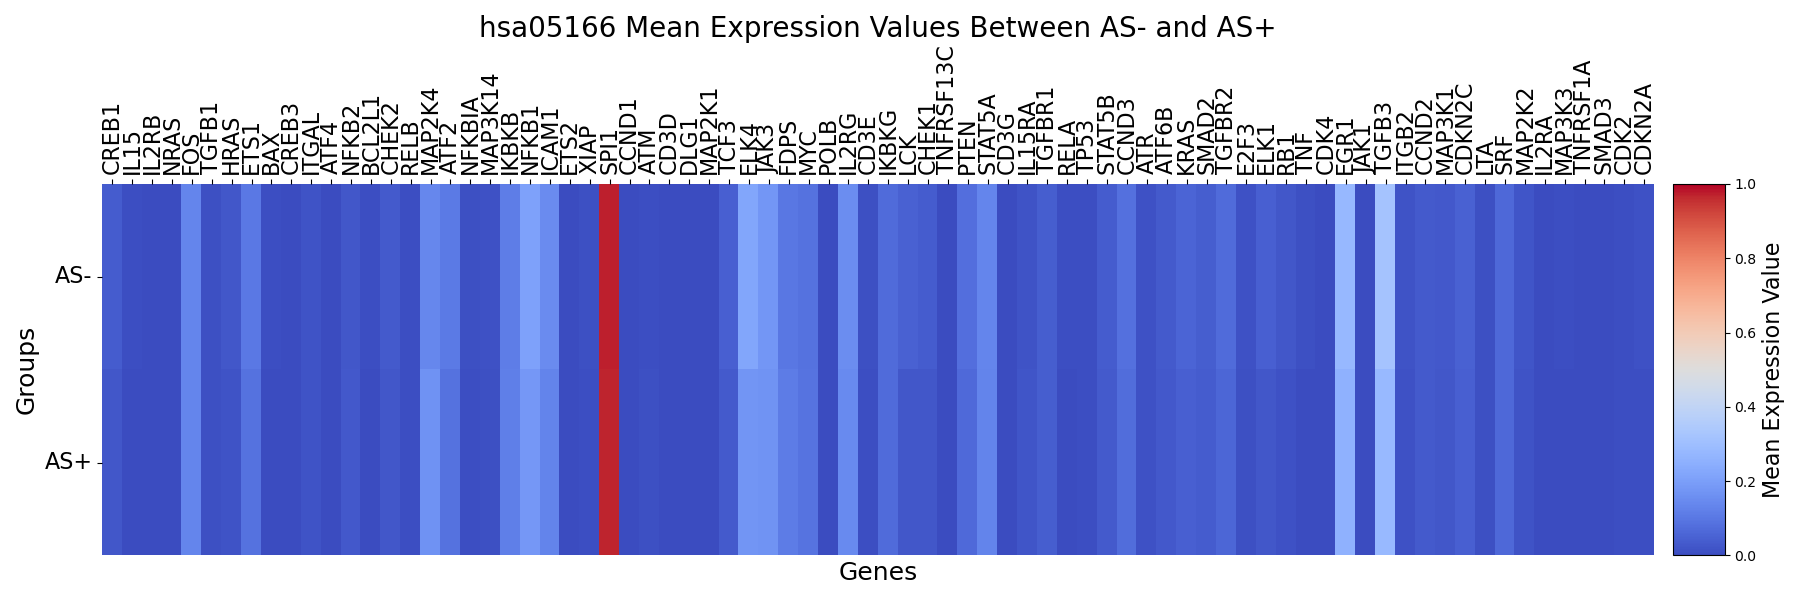 hsa05166 Mean Expression Values Between AS- and AS+
CREB1
IL15
IL2RB
NRAS
FOS
TGFB1
HRAS
ETS1
BAX
CREB3
ITGAL
ATF4
NFKB2
BCL2L1
CHEK2
RELB
MAP2K4
ATF2
NFKBIA
MAP3K14
IKBKB
NFKB1
ICAM1
ETS2
XIAP
SPI1
CCND1
ATM
CD3D
DLG1
MAP2K1
TCF3
ELK4
JAK3
FDPS
MYC
POLB
IL2RG
CD3E
IKBKG
LCK
CHEK1
TNFRSF13C
PTEN
STAT5A
CD3G
IL15RA
TGFBR1
RELA
TP53
STAT5B
CCND3
ATR
ATF6B
KRAS
SMAD2
TGFBR2
E2F3
ELK1
RB1
TNF
CDK4
EGR1
JAK1
TGFB3
ITGB2
CCND2
MAP3K1
CDKN2C
LTA
SRF
MAP2K2
IL2RA
MAP3K3
TNFRSF1A
SMAD3
CDK2
CDKN2A
AS-
AS+
Groups
Genes
1.0
0.8
0.6
0.4
0.2
0.0
Mean Expression Value